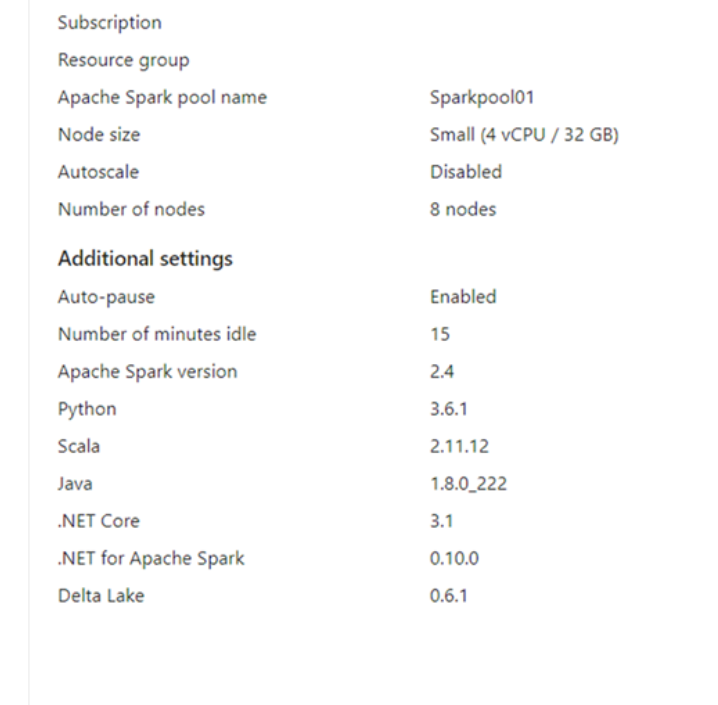 Subscription
Resource group
Apache Spark pool name Sparkpool01
Node size Small (4 vCPU / 32 GB)
Autoscale Disabled
Number of nodes 8 nodes
Additional settings
Auto-pause Enabled
Number of minutes idle 15
Apache Spark version 2.4
Python 3.6.1
Scala 2.11.12
Java 1.8.0_222
.NET Core 3.1
.NET for Apache Spark 0.10.0
Delta Lake 0.6.1